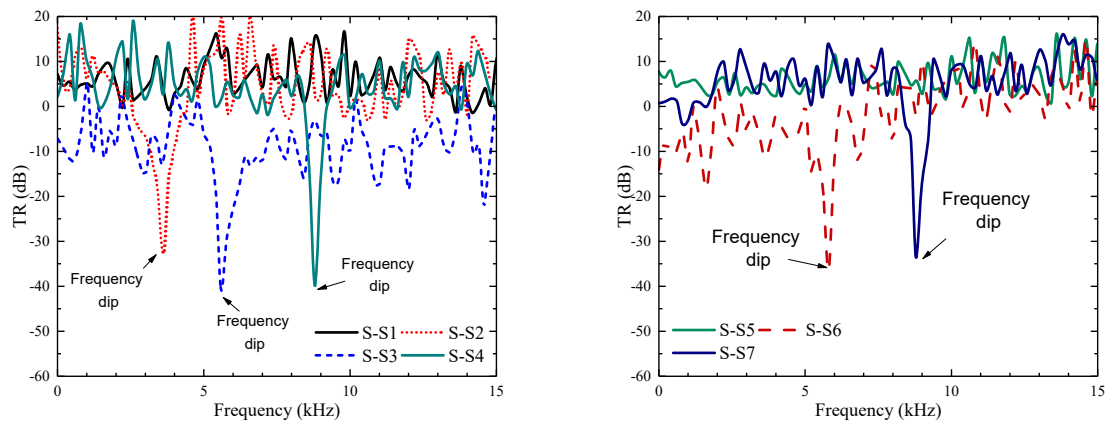 20
10
0
-10
-20
-30
-40
-50
-60
TR (dB)
Frequency
dip
Frequency
dip
Frequency
dip
S-S1 S-S2
S-S3 S-S4
0 5 10 15
Frequency (kHz)
20
10
0
-10
-20
-30
-40
-50
-60
TR (dB)
Frequency
dip
Frequency
dip
S-S5 S-S6
S-S7
0 5 10 15
Frequency (kHz)